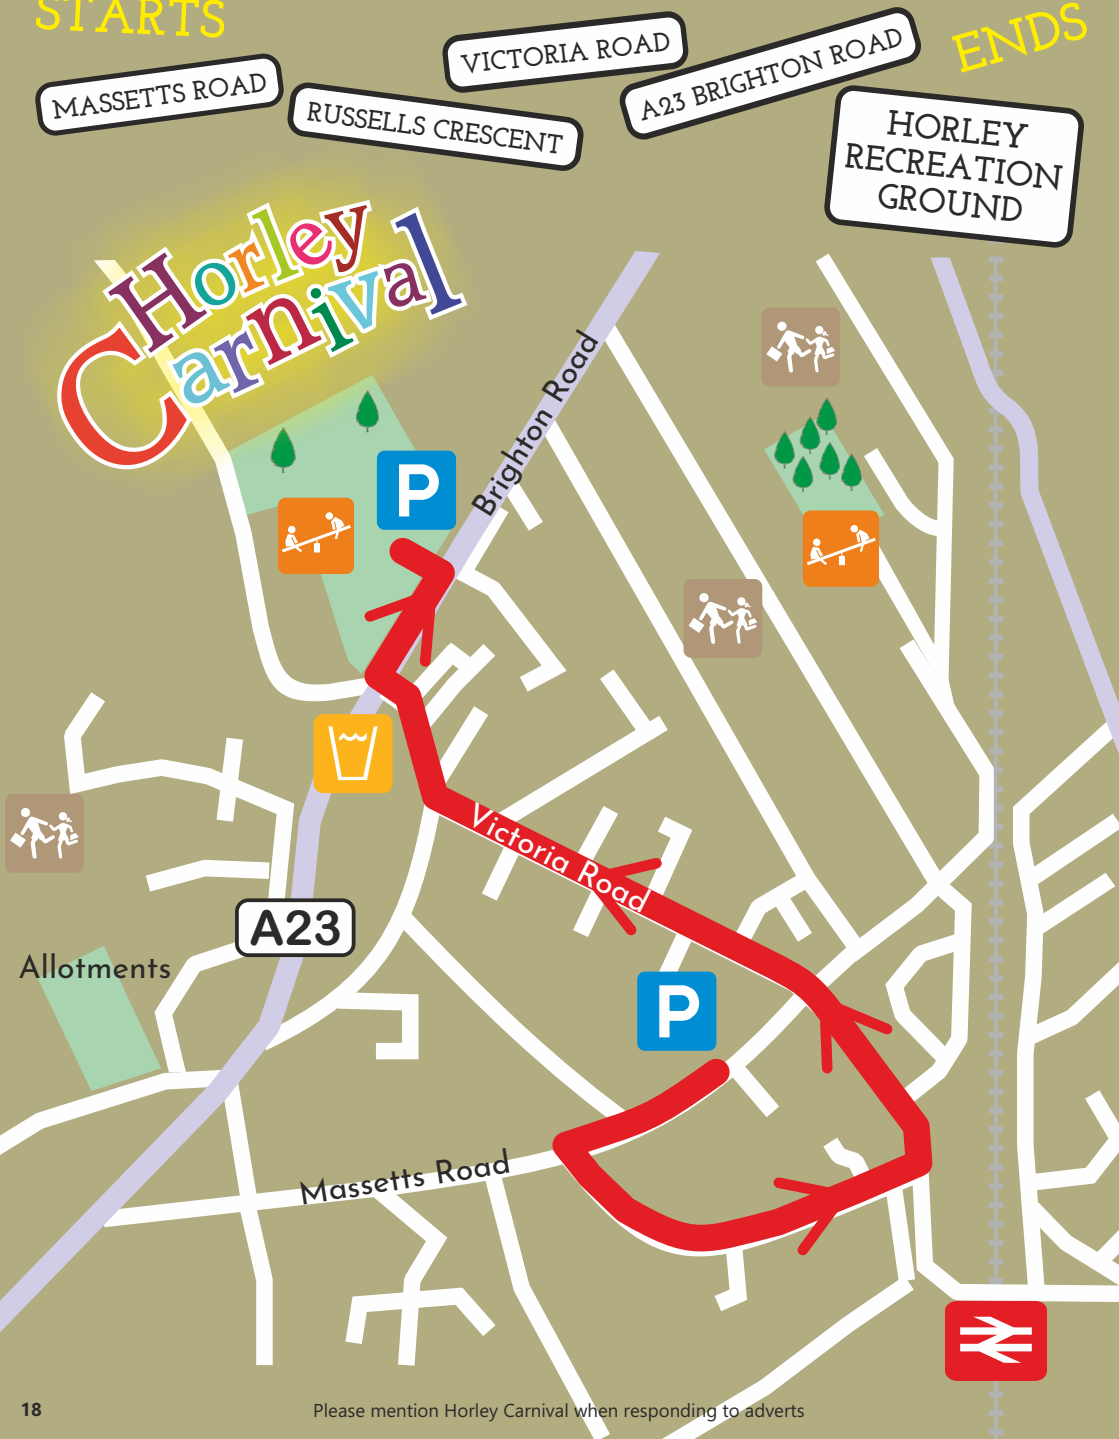 STARTS
MASSETTS ROAD
RUSSELLS CRESCENT
VICTORIA ROAD
A23 BRIGHTON ROAD
ENDS
HORLEY
RECREATION
GROUND
Horley
Carnival
Brighton Road
P
Victoria Road
A23
Allotments
P
Massetts Road
18
Please mention Horley Carnival when responding to adverts